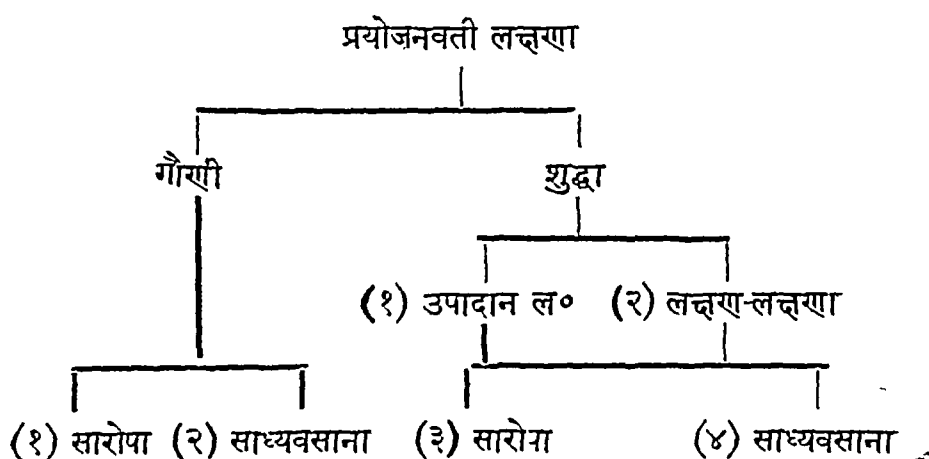 प्रयोजनवती लक्षणा
गौणी शुद्धा
(१) उपादान ल० (२) लक्षण-लक्षणा
(१) सारोपा (२) साध्यवसाना (३) सारोपा (४) साध्यवसाना